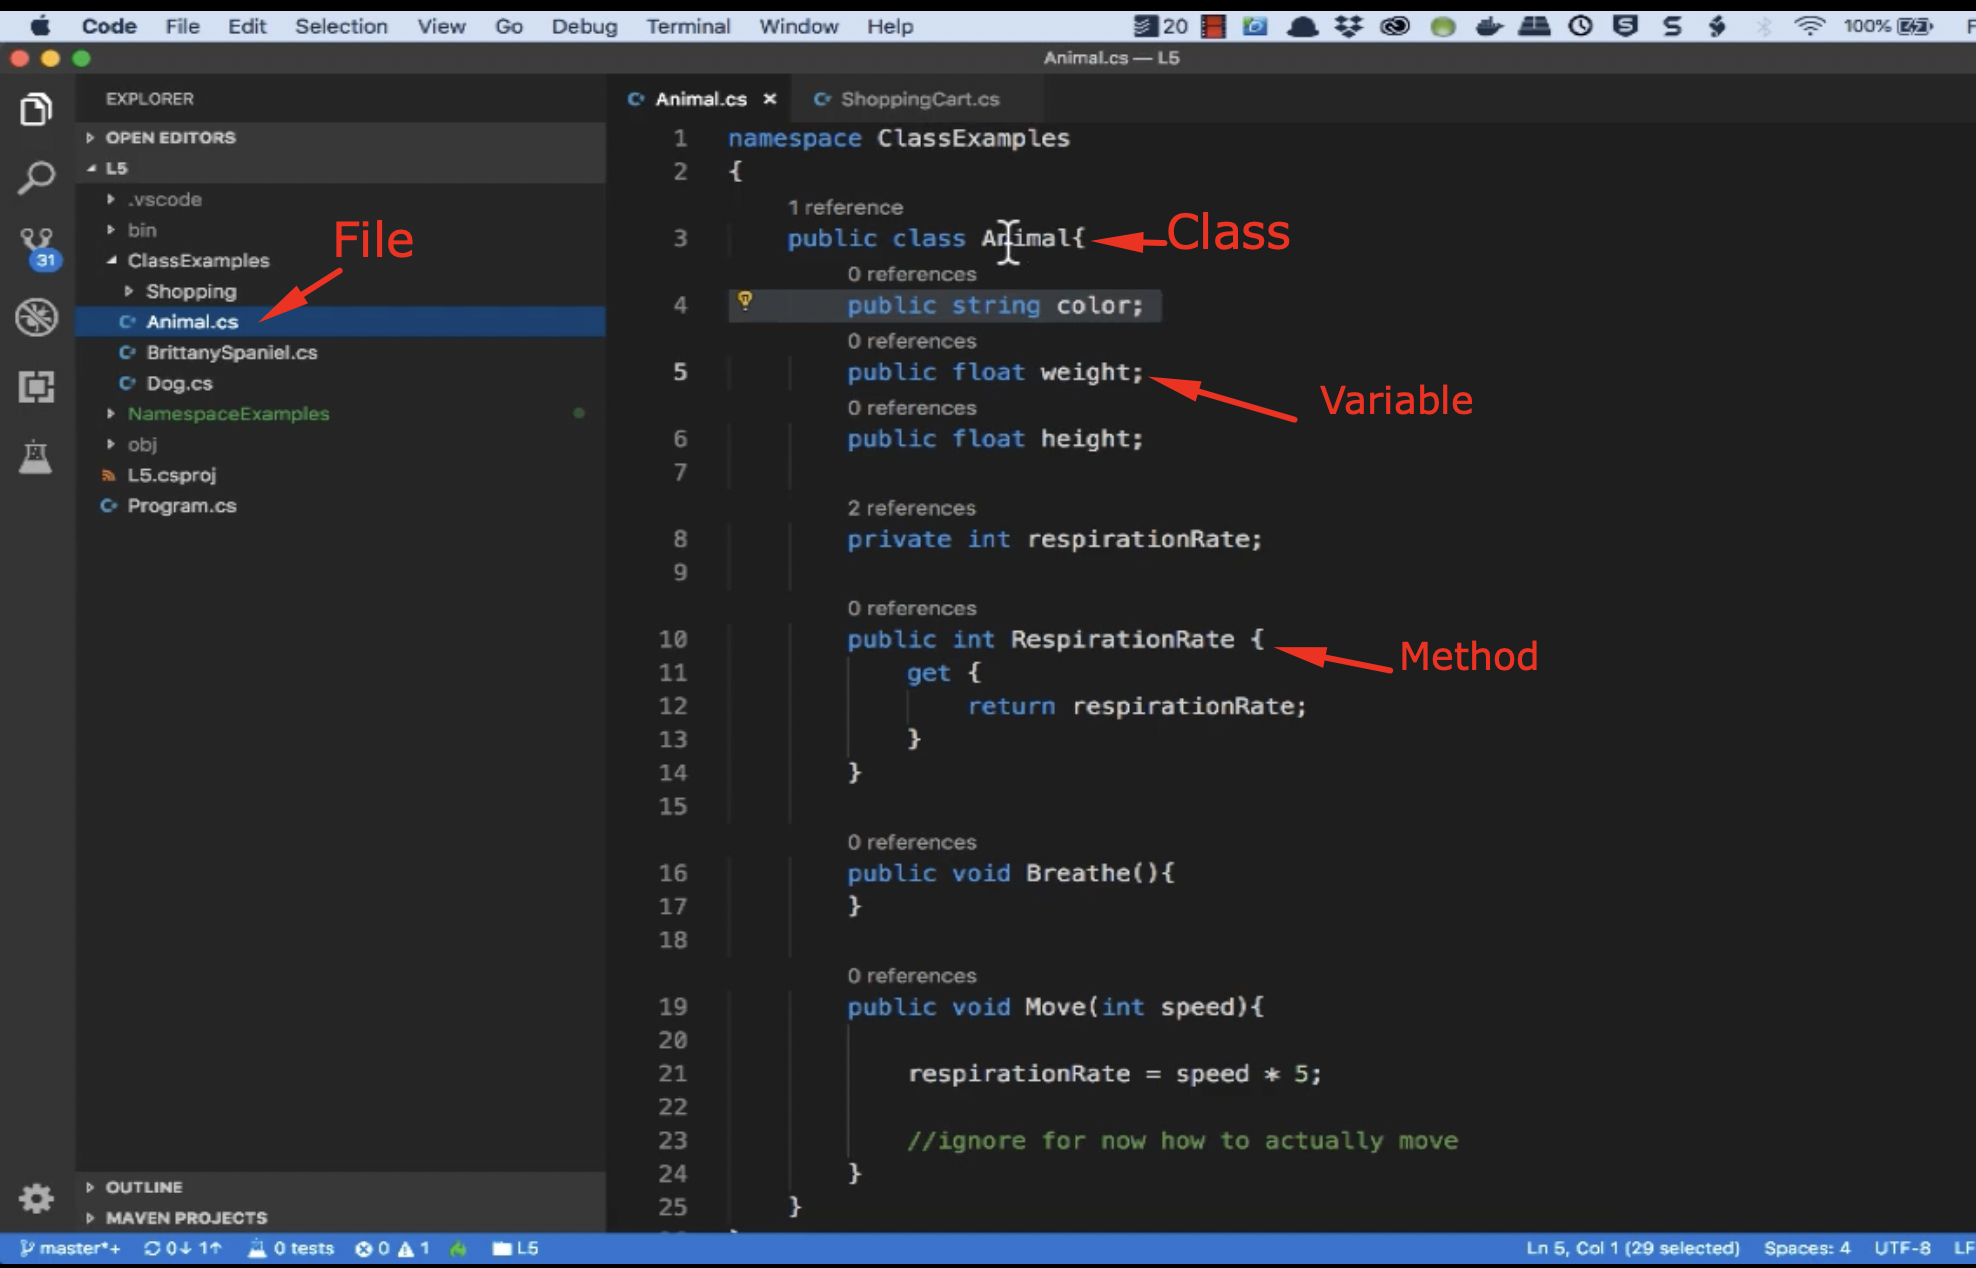 Code File Edit Selection View Go Debug Terminal Window Help 20 100%
Animal.cs — L5
EXPLORER
OPEN EDITORS
L5
.vscode
bin
ClassExamples
Shopping
Animal.cs
BrittanySpaniel.cs
Dog.cs
NamespaceExamples
obj
L5.csproj
Program.cs
OUTLINE
MAVEN PROJECTS
31
File
Animal.cs × ShoppingCart.cs
1 namespace ClassExamples
2 {
1 reference
3 public class Animal{
Class
0 references
4 public string color;
0 references
5 public float weight;
Variable
0 references
6 public float height;
7
2 references
8 private int respirationRate;
9
0 references
10 public int RespirationRate {
Method
11 get {
12 return respirationRate;
13 }
14 }
15
0 references
16 public void Breathe(){
17 }
18
0 references
19 public void Move(int speed){
20
21 respirationRate = speed * 5;
22
23 //ignore for now how to actually move
24 }
25 }
master*+ 0↓ 1↑ 0 tests 0 1 L5 Ln 5, Col 1 (29 selected) Spaces: 4 UTF-8 LF